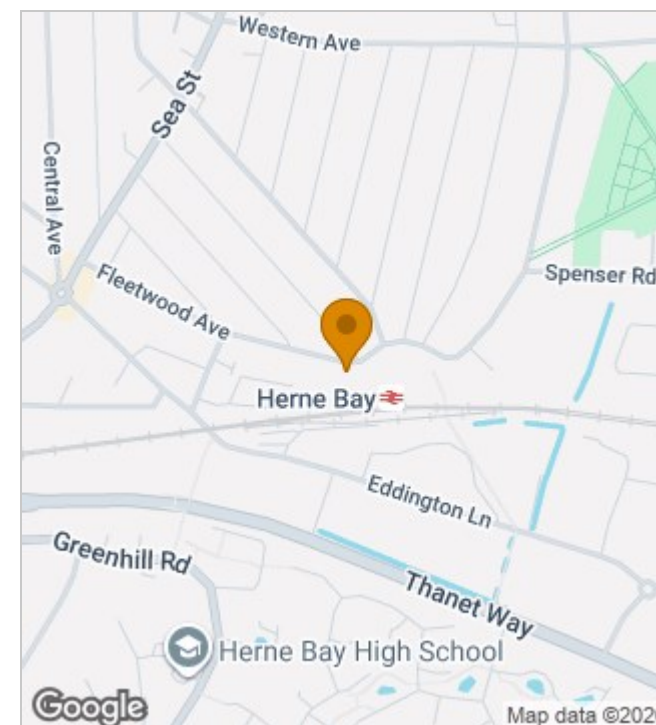 Western Ave
Sea St
Central Ave
Fleetwood Ave
Spenser Rd
Herne Bay
Eddington Ln
Greenhill Rd
Thanet Way
Herne Bay High School
Google
Map data ©202